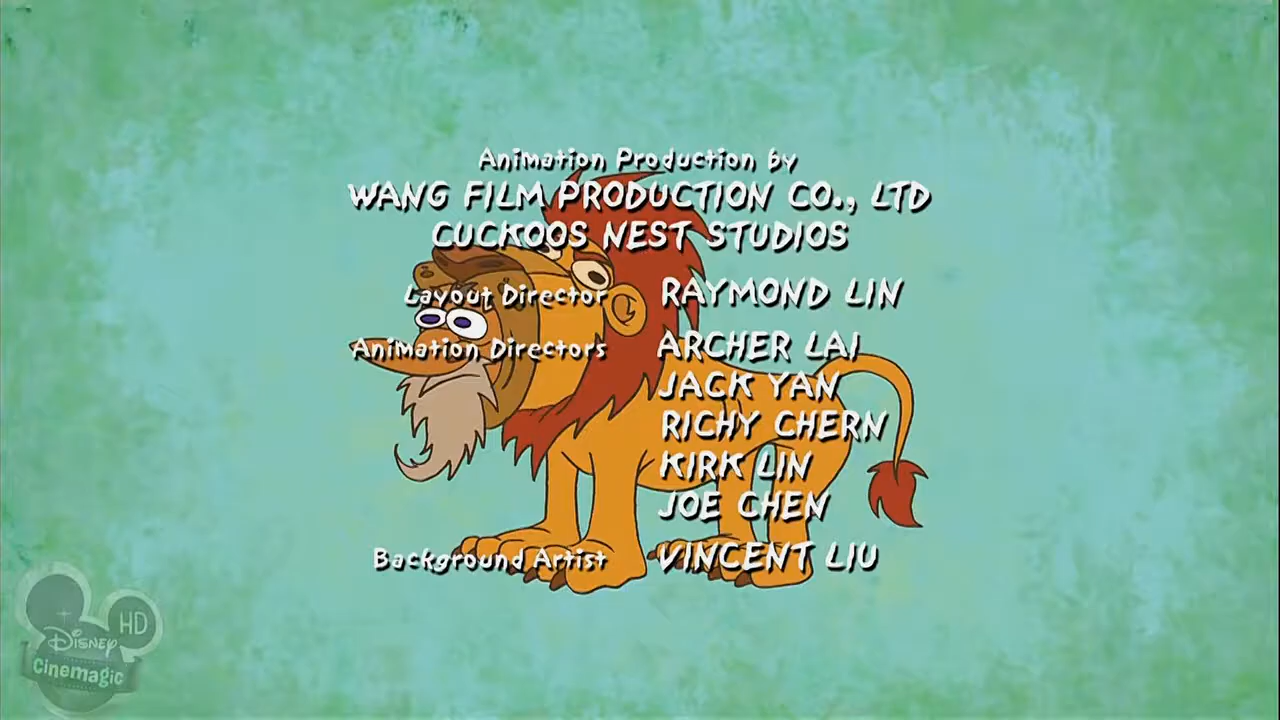 Animation Production by
WANG FILM PRODUCTION CO., LTD
CUCKOOS NEST STUDIOS
Layout Director RAYMOND LIN
Animation Directors ARCHER LAI
JACK YAN
RICHY CHERN
KIRK LIN
JOE CHEN
Background Artist VINCENT LIU
HD
Disney
Cinemagic